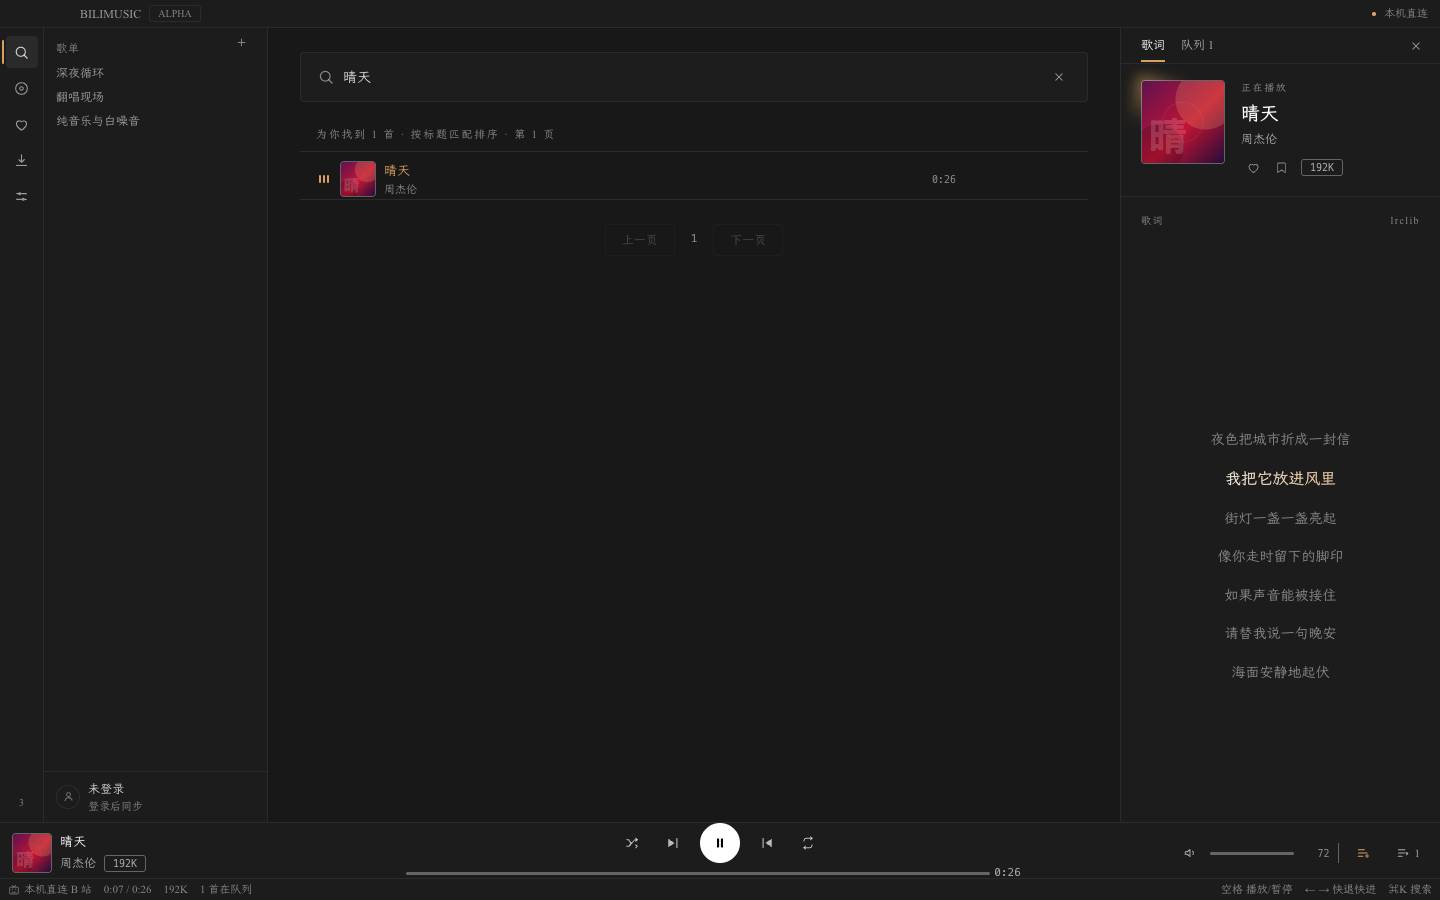 BILIMUSIC ALPHA
本机直连
歌单
深夜循环
翻唱现场
纯音乐与白噪音
3
未登录
登录后同步
晴天
为你找到 1 首 · 按标题匹配排序 · 第 1 页
晴
晴天
周杰伦
0:26
上一页 1 下一页
歌词 队列 1
晴
正在播放
晴天
周杰伦
192K
歌词 lrclib
夜色把城市折成一封信
我把它放进风里
街灯一盏一盏亮起
像你走时留下的脚印
如果声音能被接住
请替我说一句晚安
海面安静地起伏
晴
晴天
周杰伦 192K
0:26
72
1
本机直连 B 站 0:07 / 0:26 192K 1 首在队列
空格 播放/暂停 ←→ 快退快进 ⌘K 搜索